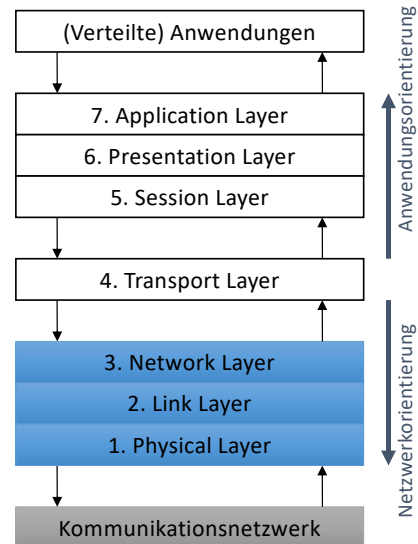 (Verteilte) Anwendungen
7. Application Layer
6. Presentation Layer
5. Session Layer
4. Transport Layer
3. Network Layer
2. Link Layer
1. Physical Layer
Kommunikationsnetzwerk
Anwendungsorientierung
Netzwerkorientierung